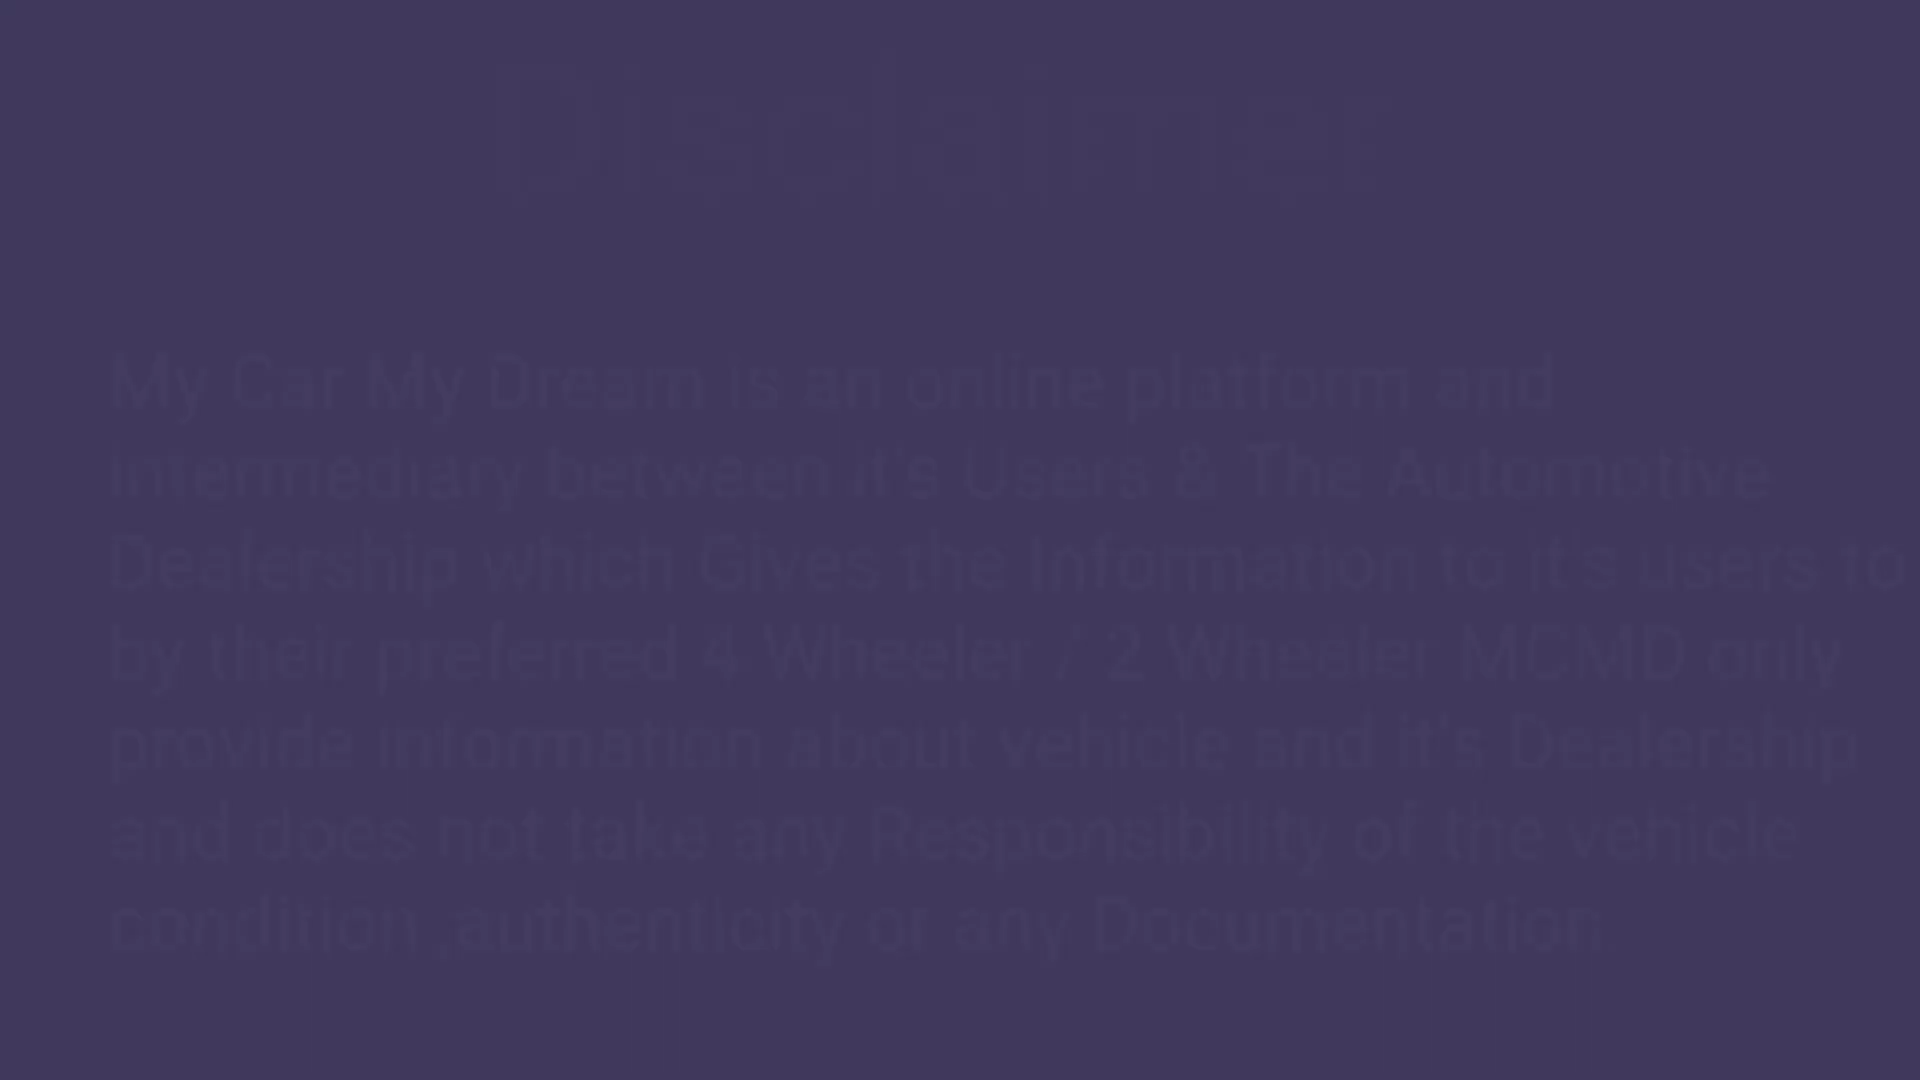 Disclaimer
My Car My Dream is an online platform and
intermediary between it's Users & The Automotive
Dealership which Gives the Information to it's users to
by their preferred 4 Wheeler / 2 Wheeler MCMD only
provide information about vehicle and it's Dealership
and does not take any Responsibility of the vehicle
condition ,authenticity or any Documentation